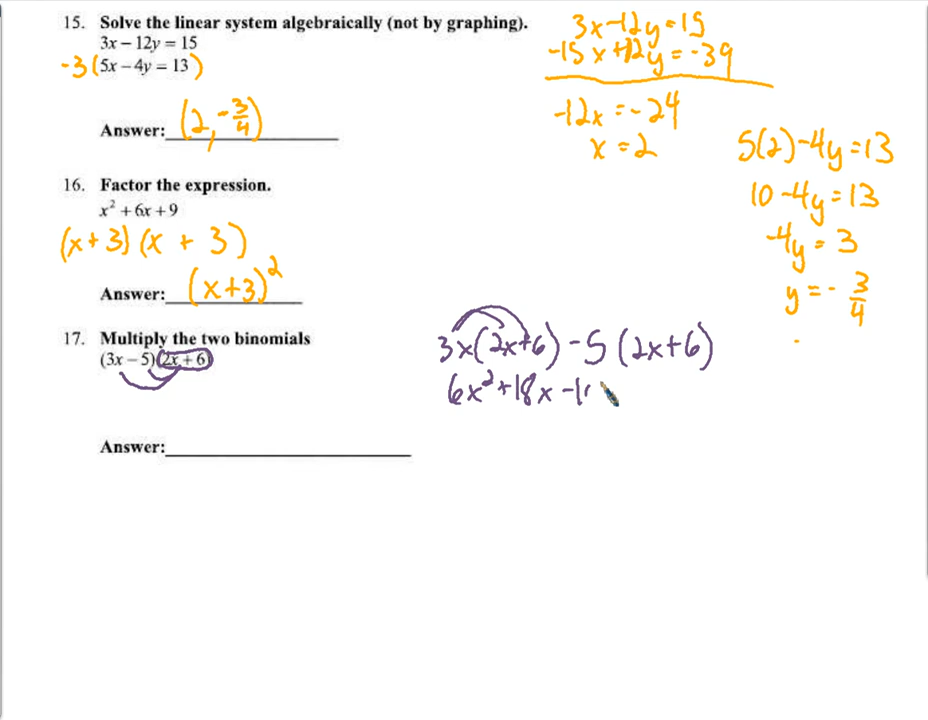 15. Solve the linear system algebraically (not by graphing).
3x − 12y = 15
-3(5x − 4y = 13)
Answer: (2, -3/4)
3x-12y=15
-15x+12y=-39
-12x=-24
x=2
5(2)-4y=13
10-4y=13
-4y=3
y=-3/4
16. Factor the expression.
x² + 6x + 9
(x+3)(x + 3)
Answer: (x+3)²
17. Multiply the two binomials
(3x − 5)(2x + 6)
3x(2x+6)-5(2x+6)
6x²+18x-1
Answer: